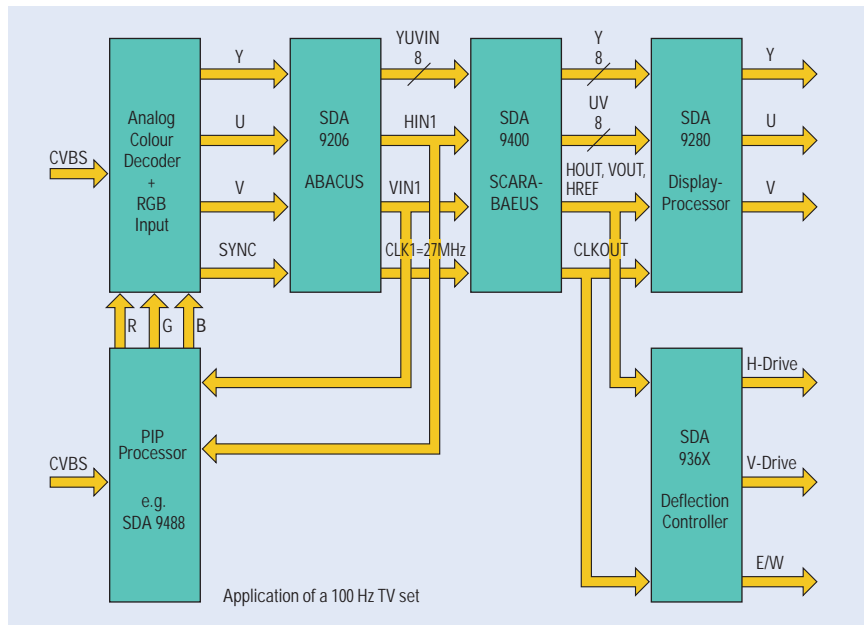 CVBS
Analog
Colour
Decoder
+
RGB
Input
Y
U
V
SYNC
SDA
9206
ABACUS
YUVIN
8
HIN1
VIN1
CLK1=27MHz
SDA
9400
SCARA-
BAEUS
Y
8
UV
8
HOUT, VOUT,
HREF
CLKOUT
SDA
9280
Display-
Processor
Y
U
V
R
G
B
CVBS
PIP
Processor
e.g.
SDA 9488
SDA
936X
Deflection
Controller
H-Drive
V-Drive
E/W
Application of a 100 Hz TV set